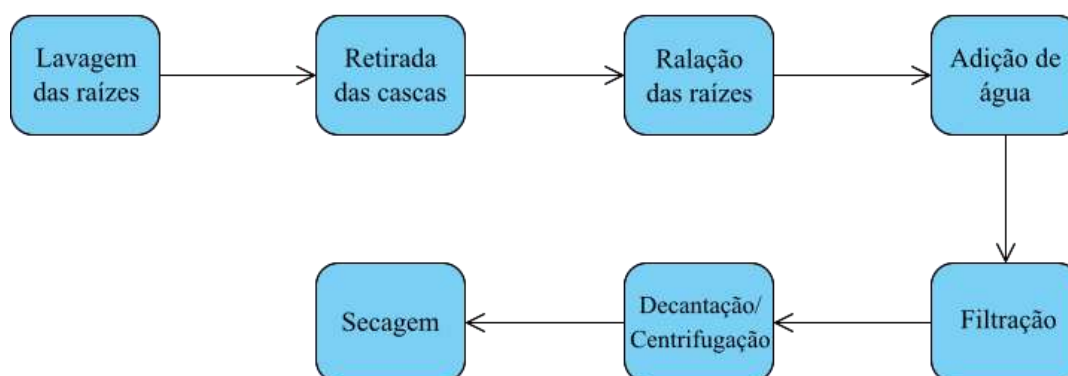 Lavagem
das raízes
Retirada
das cascas
Ralação
das raízes
Adição de
água
Filtração
Decantação/
Centrifugação
Secagem